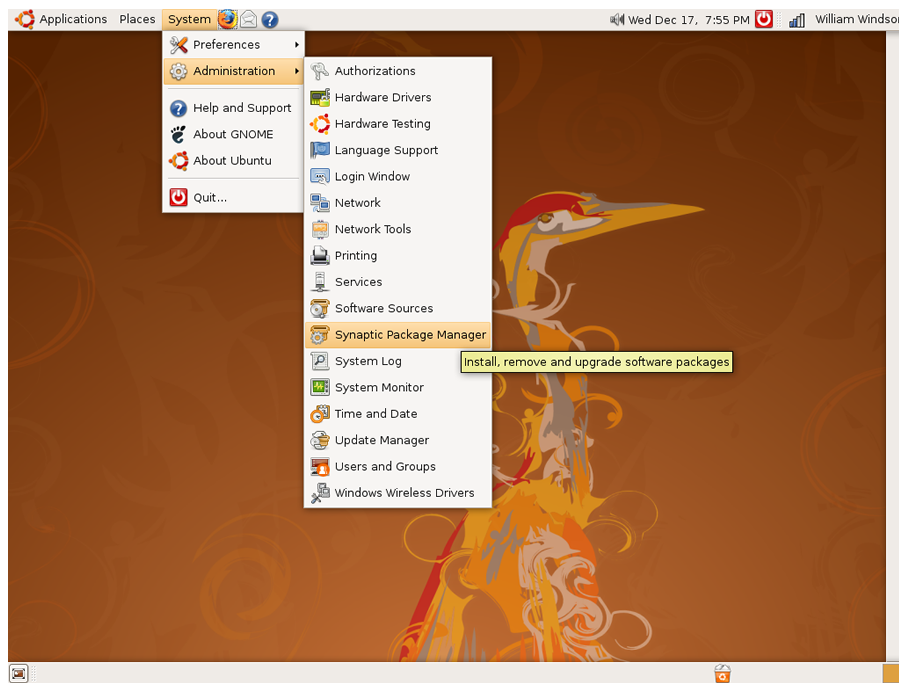 Applications Places System Wed Dec 17, 7:55 PM William Windsor
Preferences
Administration
Help and Support
About GNOME
About Ubuntu
Quit...
Authorizations
Hardware Drivers
Hardware Testing
Language Support
Login Window
Network
Network Tools
Printing
Services
Software Sources
Synaptic Package Manager
Install, remove and upgrade software packages
System Log
System Monitor
Time and Date
Update Manager
Users and Groups
Windows Wireless Drivers